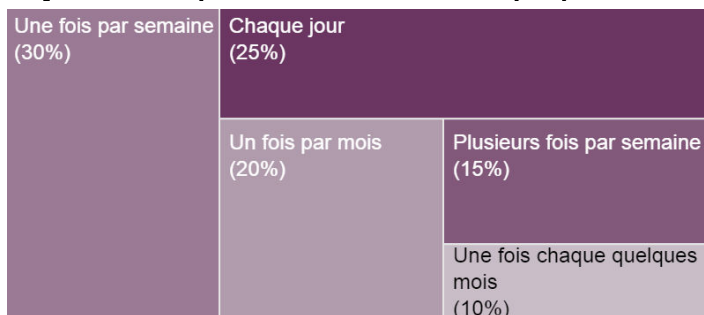 Une fois par semaine
(30%)
Chaque jour
(25%)
Un fois par mois
(20%)
Plusieurs fois par semaine
(15%)
Une fois chaque quelques
mois
(10%)